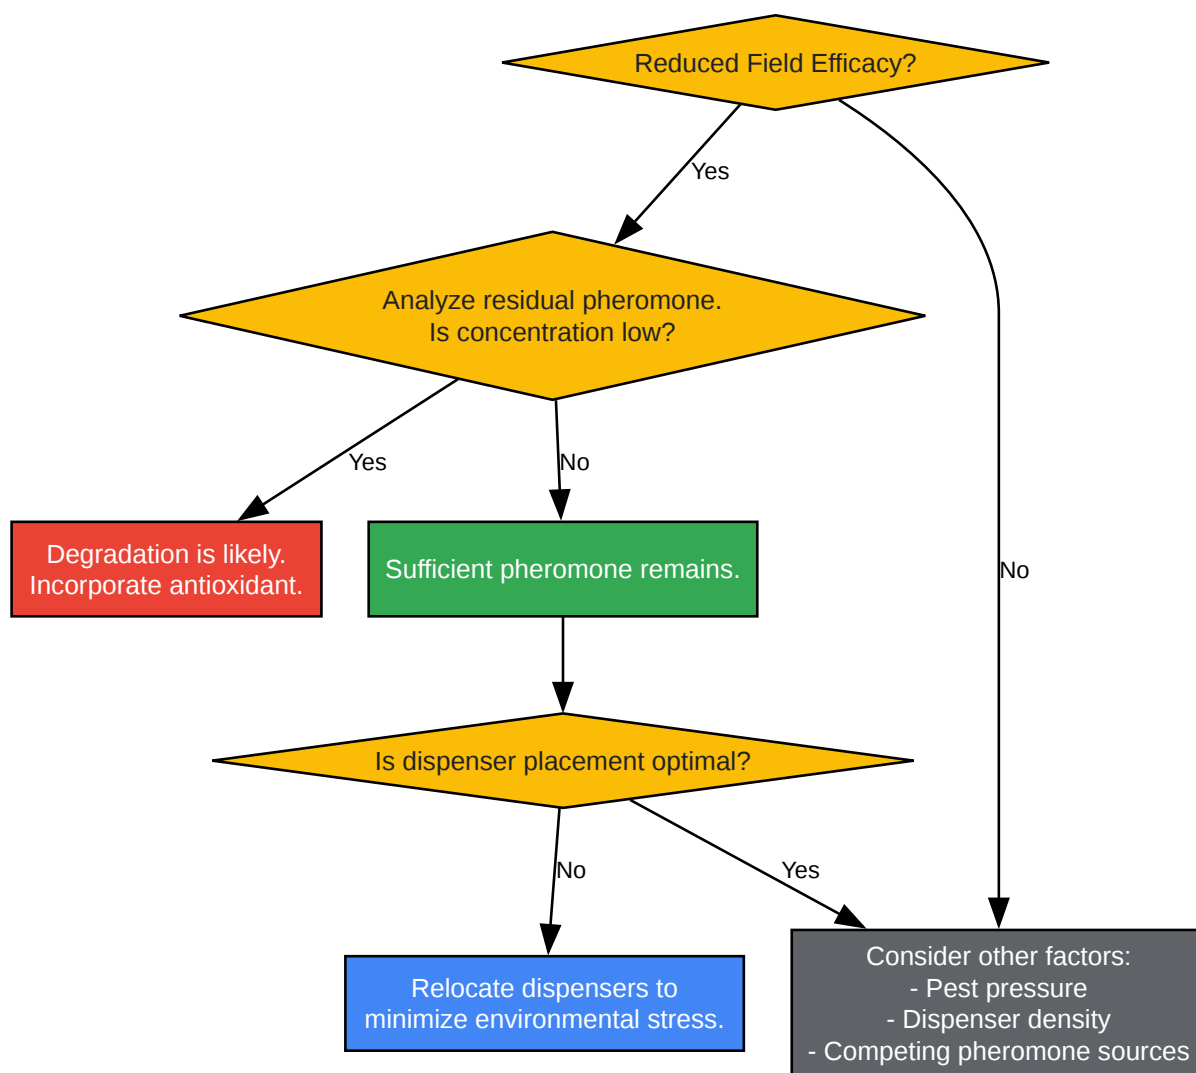 Reduced Field Efficacy?
Yes
Analyze residual pheromone.
Is concentration low?
Yes
No
Degradation is likely.
Incorporate antioxidant.
Sufficient pheromone remains.
No
Is dispenser placement optimal?
No
Yes
Relocate dispensers to
minimize environmental stress.
Consider other factors:
- Pest pressure
- Dispenser density
- Competing pheromone sources